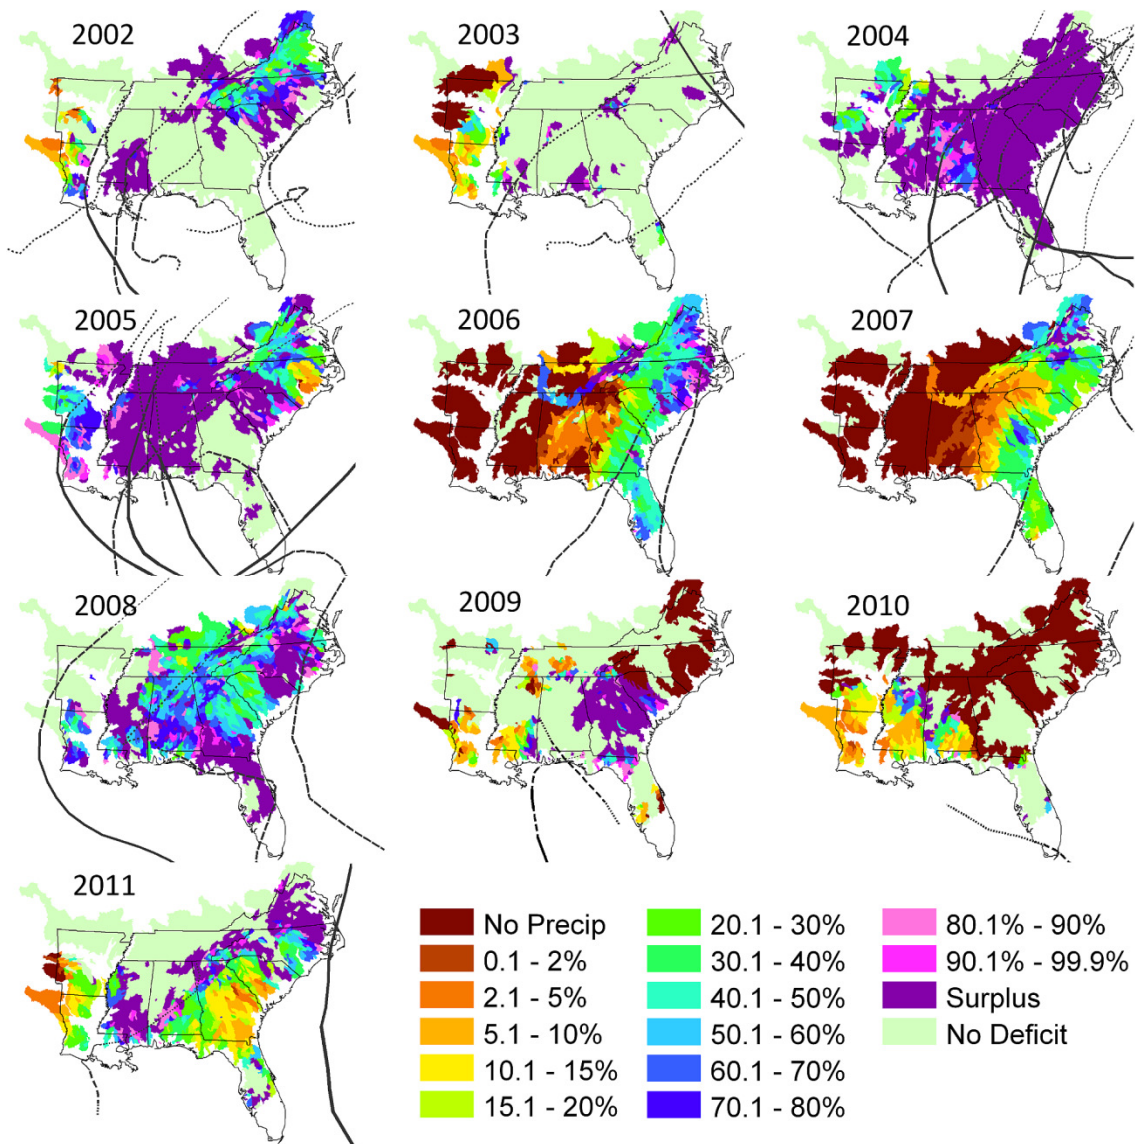 2002
2003
2004
2005
2006
2007
2008
2009
2010
2011
No Precip
0.1 - 2%
2.1 - 5%
5.1 - 10%
10.1 - 15%
15.1 - 20%
20.1 - 30%
30.1 - 40%
40.1 - 50%
50.1 - 60%
60.1 - 70%
70.1 - 80%
80.1% - 90%
90.1% - 99.9%
Surplus
No Deficit